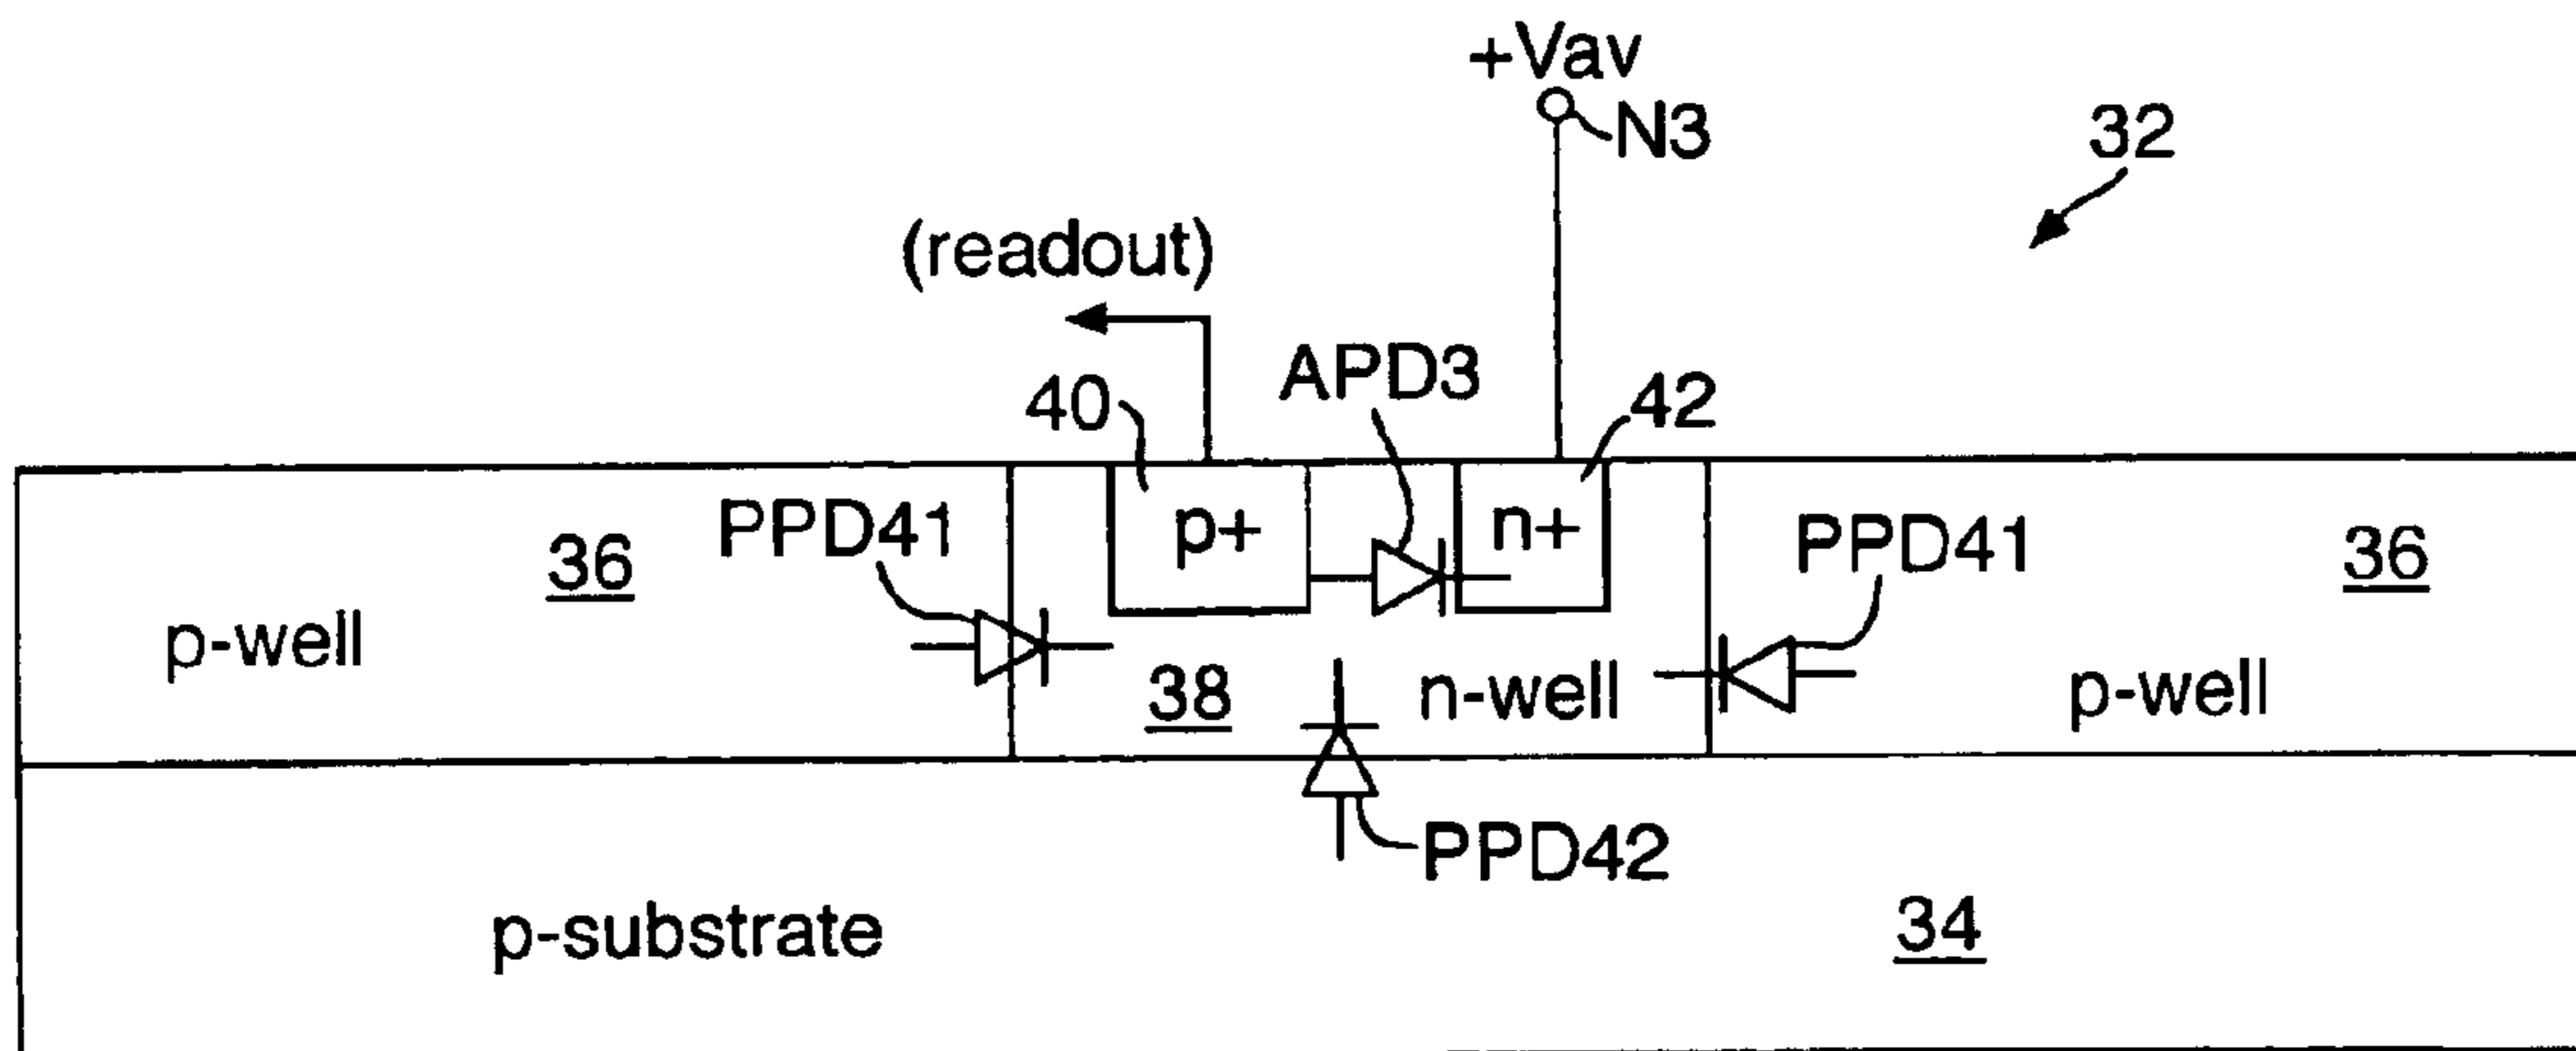 +Vav
N3
32
(readout)
APD3
40
42
PPD41
p+
n+
PPD41
36
36
p-well
38
n-well
p-well
PPD42
p-substrate
34